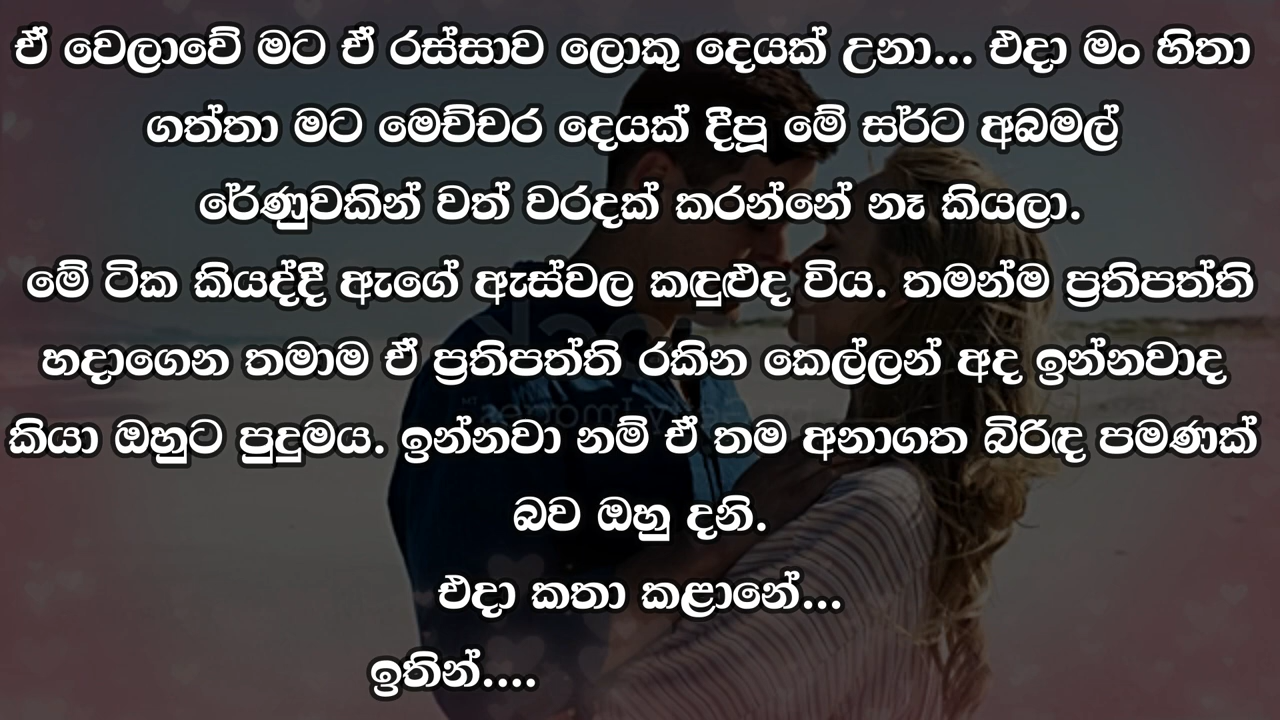 ඒ වෙලාවේ මට ඒ රස්සාව ලොකු දෙයක් උනා... එදා මං හිතා
ගත්තා මට මෙච්චර දෙයක් දීපූ මේ සර්ට අබමල්
රේණුවකින් වත් වරදක් කරන්නේ නෑ කියලා.
මේ ටික කියද්දී ඇගේ ඇස්වල කඳුළුද විය. තමන්ම ප්‍රතිපත්ති
හදාගෙන තමාම ඒ ප්‍රතිපත්ති රකින කෙල්ලන් අද ඉන්නවාද
කියා ඔහුට පුදුමය. ඉන්නවා නම් ඒ තම අනාගත බිරිඳ පමණක්
බව ඔහු දනි.
එදා කතා කළානේ...
ඉතින්....